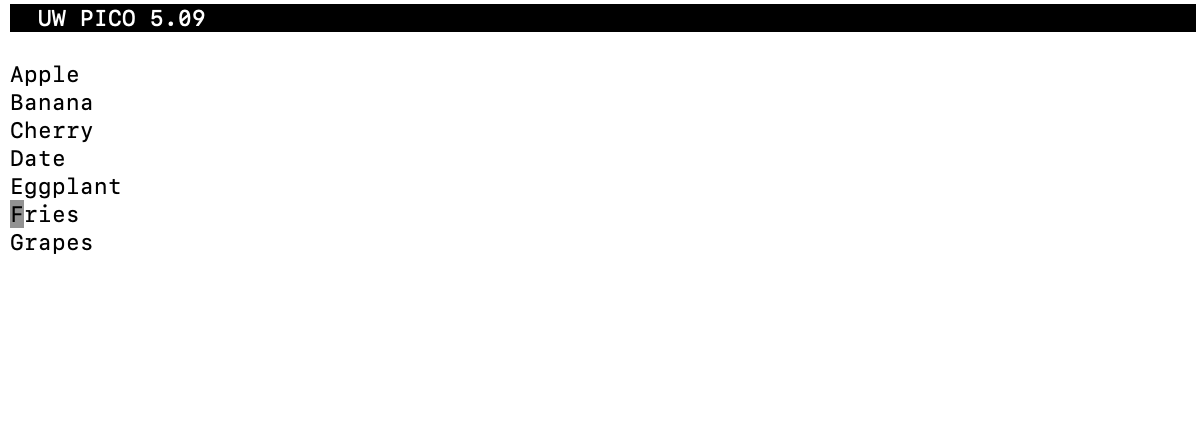 UW PICO 5.09
Apple
Banana
Cherry
Date
Eggplant
Fries
Grapes